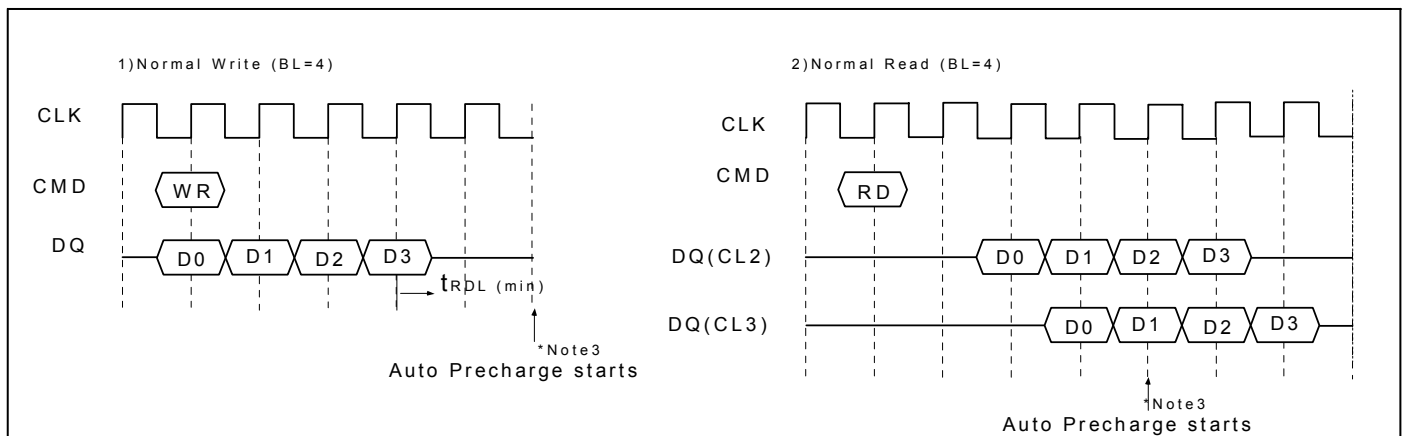 1)Normal Write (BL=4)
CLK
CMD
WR
DQ
D0 D1 D2 D3
tRDL (min)
*Note3
Auto Precharge starts
2)Normal Read (BL=4)
CLK
CMD
RD
DQ(CL2)
D0 D1 D2 D3
DQ(CL3)
D0 D1 D2 D3
*Note3
Auto Precharge starts